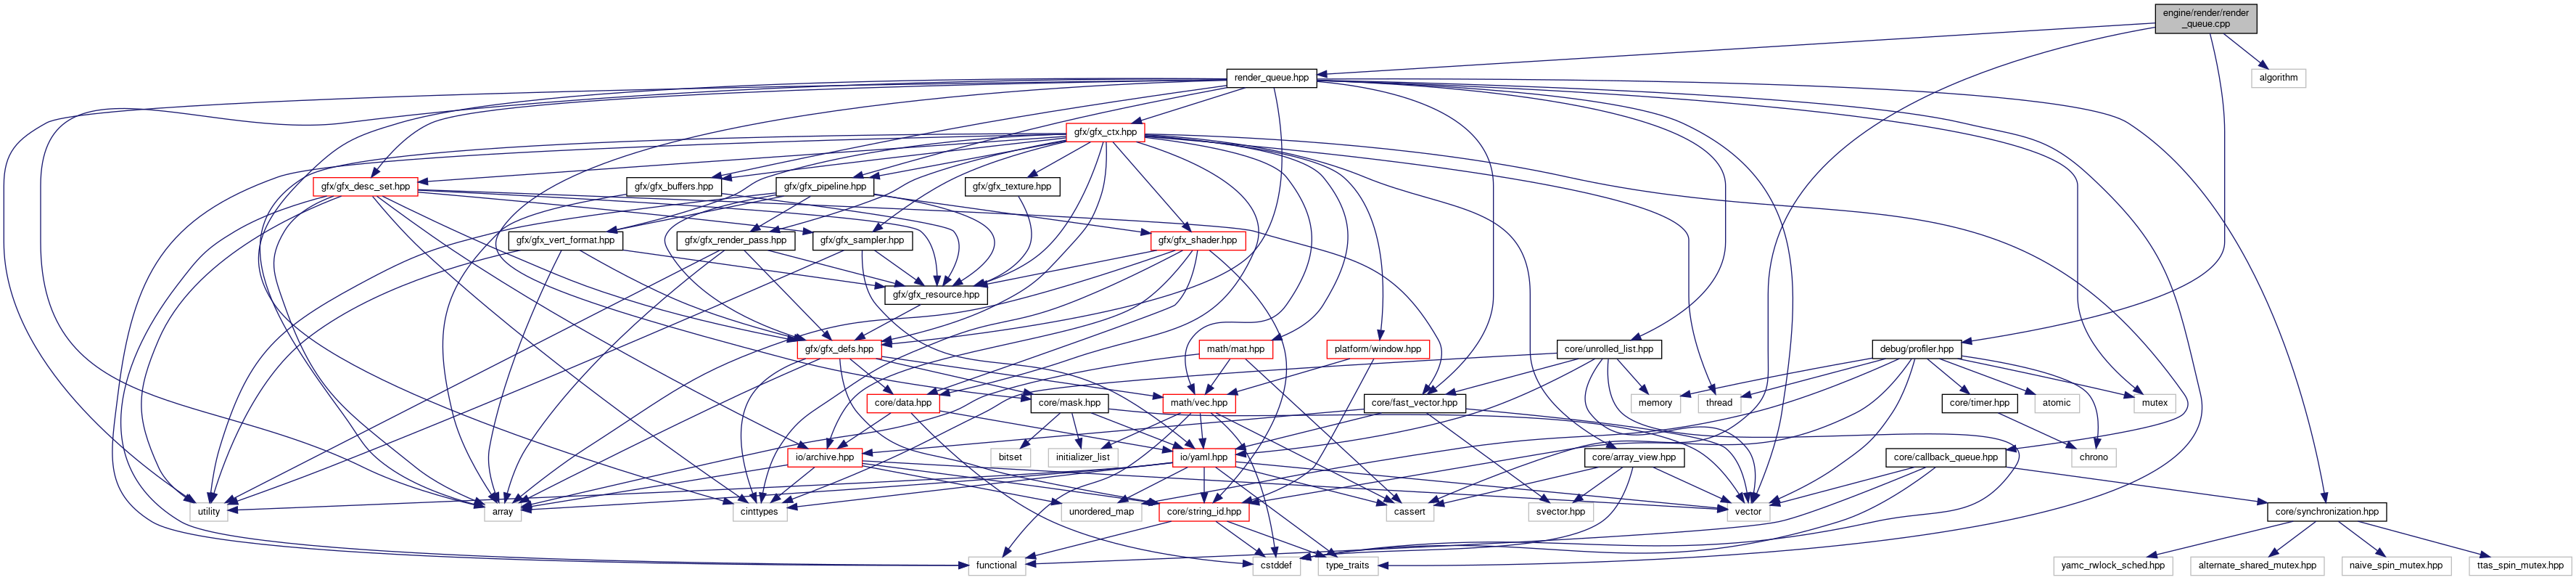 engine/render/render
_queue.cpp
render_queue.hpp
algorithm
gfx/gfx_ctx.hpp
gfx/gfx_desc_set.hpp
gfx/gfx_buffers.hpp
gfx/gfx_pipeline.hpp
gfx/gfx_texture.hpp
gfx/gfx_vert_format.hpp
gfx/gfx_render_pass.hpp
gfx/gfx_sampler.hpp
gfx/gfx_shader.hpp
gfx/gfx_resource.hpp
gfx/gfx_defs.hpp
math/mat.hpp
platform/window.hpp
core/unrolled_list.hpp
debug/profiler.hpp
core/data.hpp
core/mask.hpp
math/vec.hpp
core/fast_vector.hpp
memory
thread
core/timer.hpp
atomic
mutex
io/archive.hpp
bitset
initializer_list
io/yaml.hpp
core/array_view.hpp
core/callback_queue.hpp
chrono
utility
array
cinttypes
unordered_map
core/string_id.hpp
cassert
svector.hpp
vector
core/synchronization.hpp
functional
cstddef
type_traits
yamc_rwlock_sched.hpp
alternate_shared_mutex.hpp
naive_spin_mutex.hpp
ttas_spin_mutex.hpp